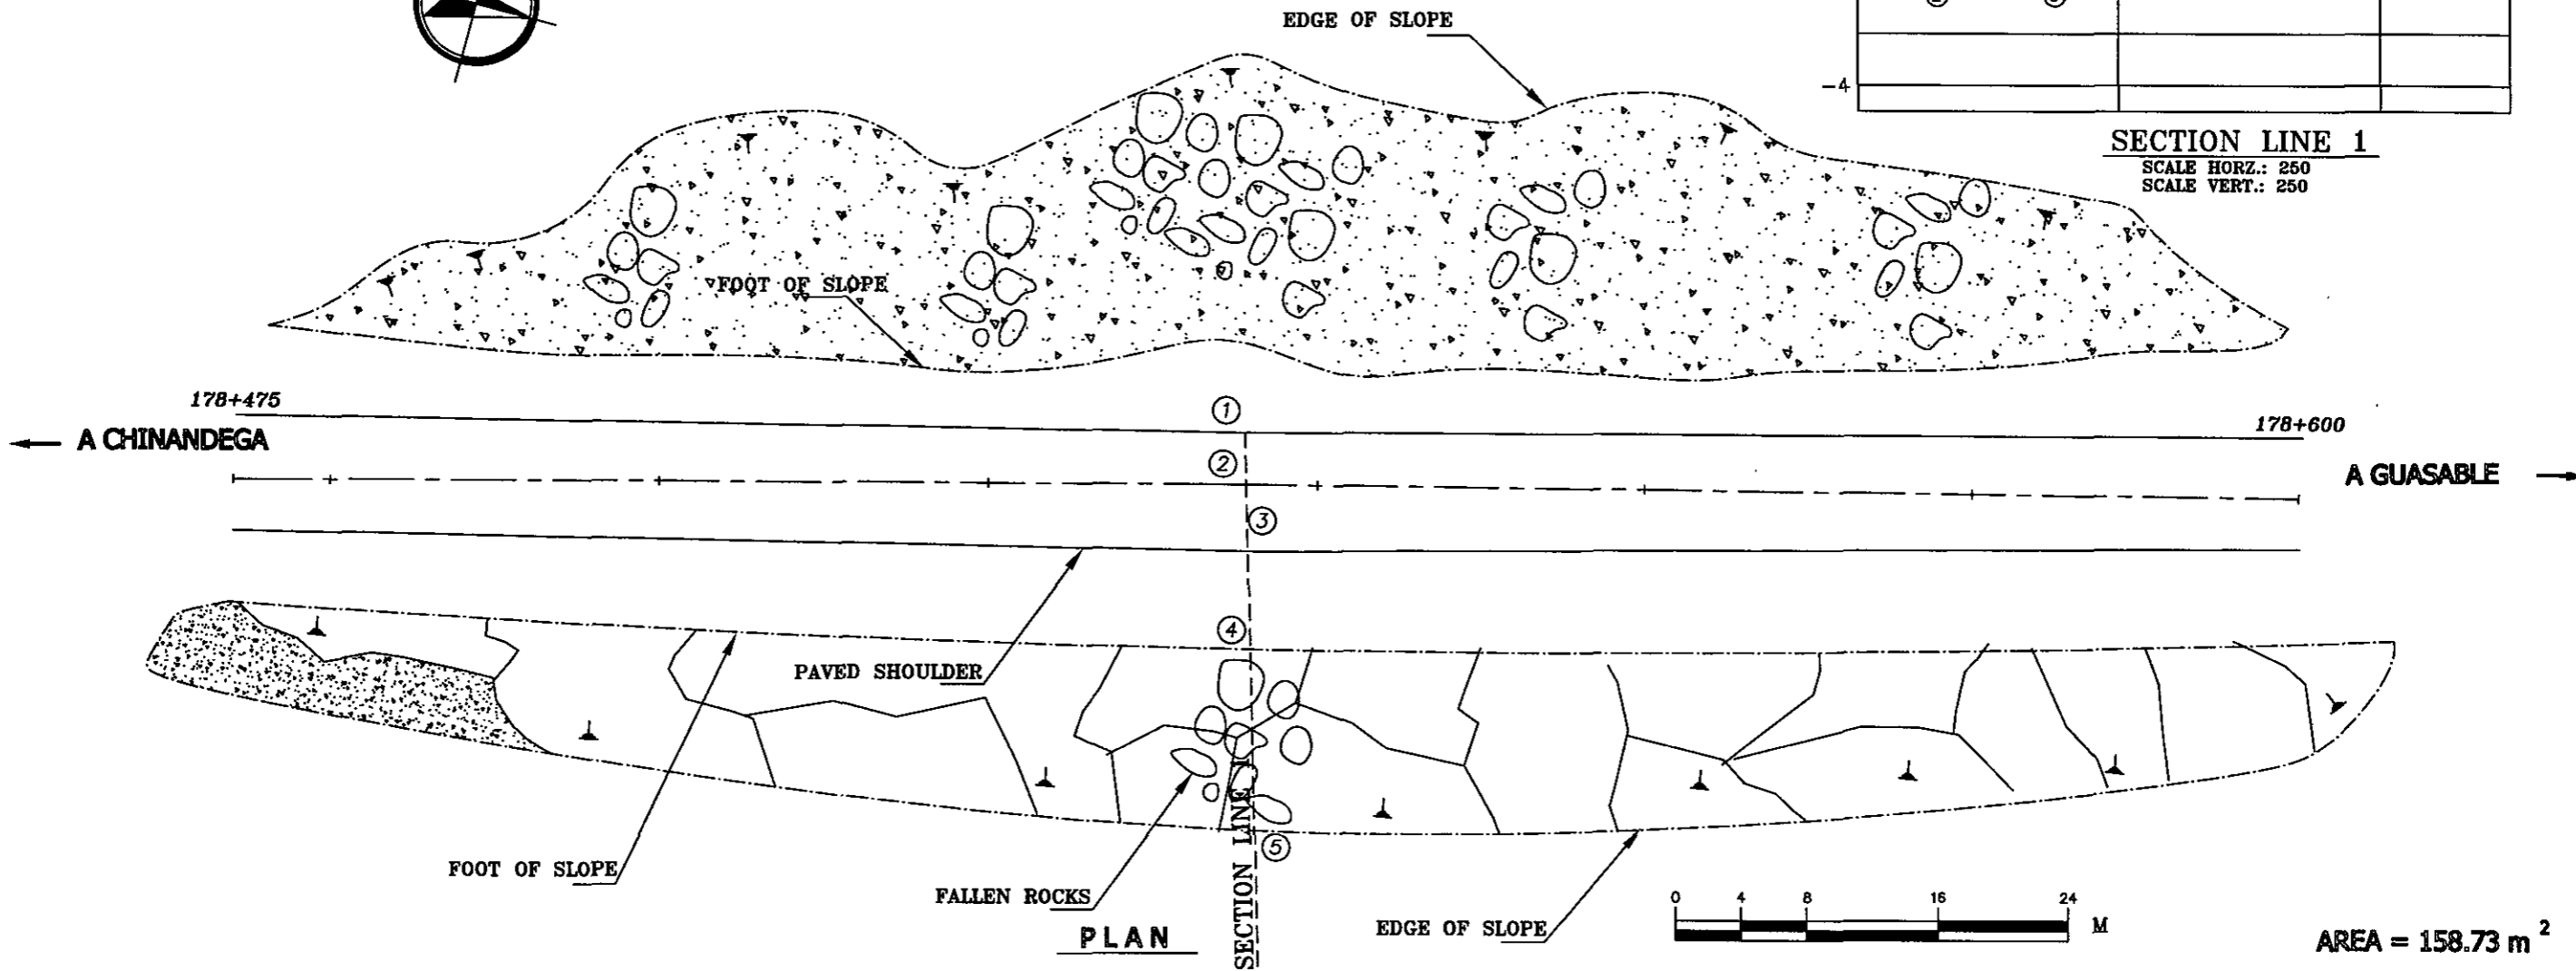 EDGE OF SLOPE
② ③
-4
SECTION LINE 1
SCALE HORZ.: 250
SCALE VERT.: 250
FOOT OF SLOPE
178+475
①
178+600
A CHINANDEGA
②
A GUASABLE
③
④
PAVED SHOULDER
FOOT OF SLOPE
⑤
FALLEN ROCKS
SECTION LINE 1
PLAN
EDGE OF SLOPE
0 4 8 16 24
M
AREA = 158.73 m²